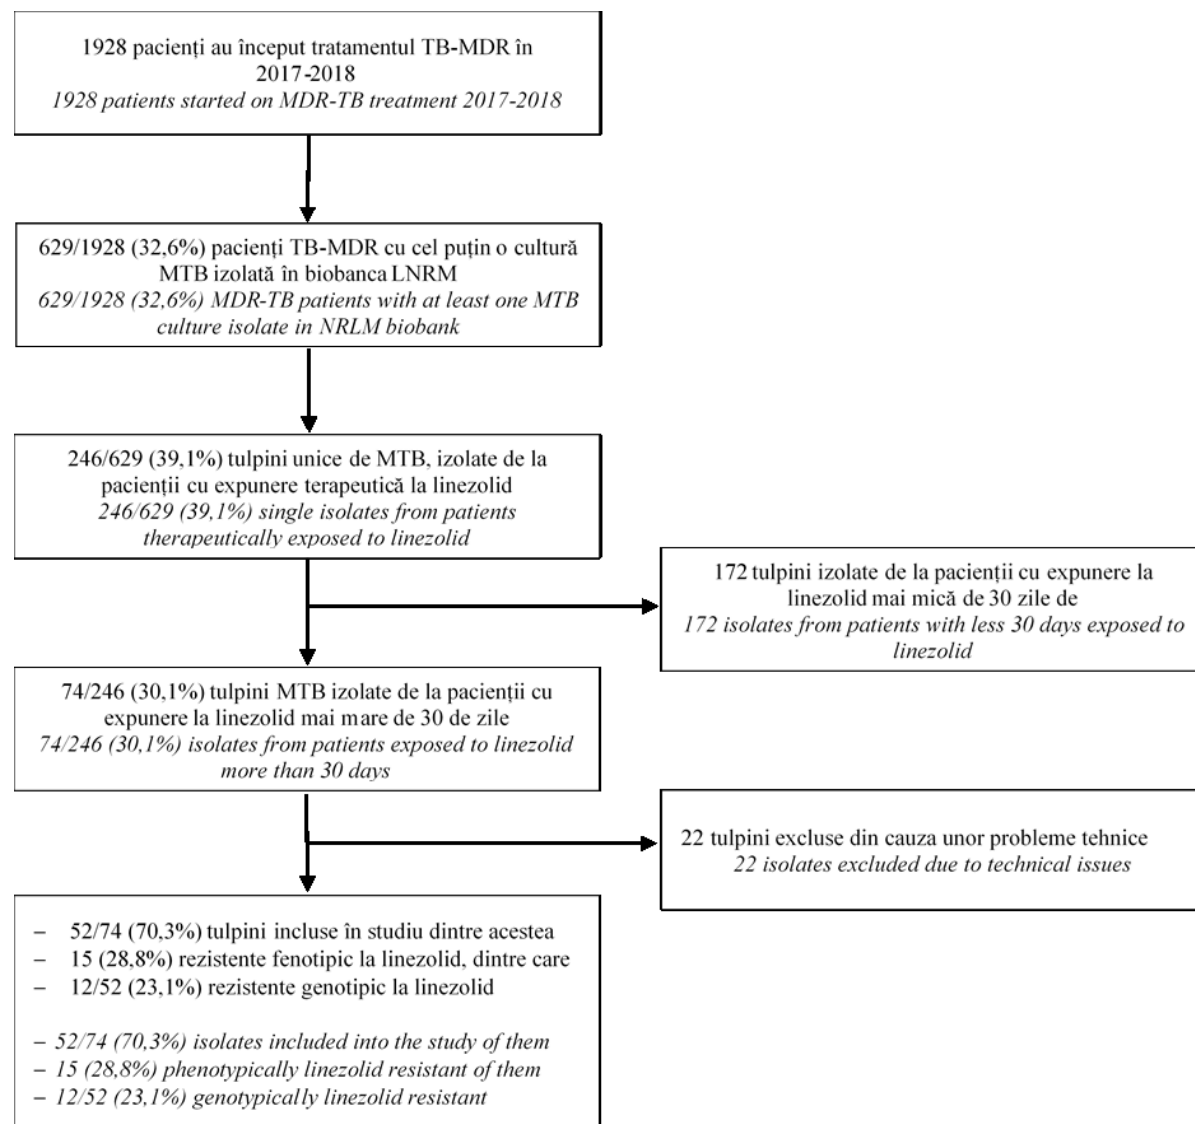 1928 pacienți au început tratamentul TB-MDR în
2017-2018
1928 patients started on MDR-TB treatment 2017-2018
629/1928 (32,6%) pacienți TB-MDR cu cel puțin o cultură
MTB izolată în biobanca LNRM
629/1928 (32,6%) MDR-TB patients with at least one MTB
culture isolate in NRLM biobank
246/629 (39,1%) tulpini unice de MTB, izolate de la
pacienții cu expunere terapeutică la linezolid
246/629 (39,1%) single isolates from patients
therapeutically exposed to linezolid
172 tulpini izolate de la pacienții cu expunere la
linezolid mai mică de 30 zile de
172 isolates from patients with less 30 days exposed to
linezolid
74/246 (30,1%) tulpini MTB izolate de la pacienții cu
expunere la linezolid mai mare de 30 de zile
74/246 (30,1%) isolates from patients exposed to linezolid
more than 30 days
22 tulpini excluse din cauza unor probleme tehnice
22 isolates excluded due to technical issues
– 52/74 (70,3%) tulpini incluse în studiu dintre acestea
– 15 (28,8%) rezistente fenotipic la linezolid, dintre care
– 12/52 (23,1%) rezistente genotipic la linezolid
– 52/74 (70,3%) isolates included into the study of them
– 15 (28,8%) phenotypically linezolid resistant of them
– 12/52 (23,1%) genotypically linezolid resistant